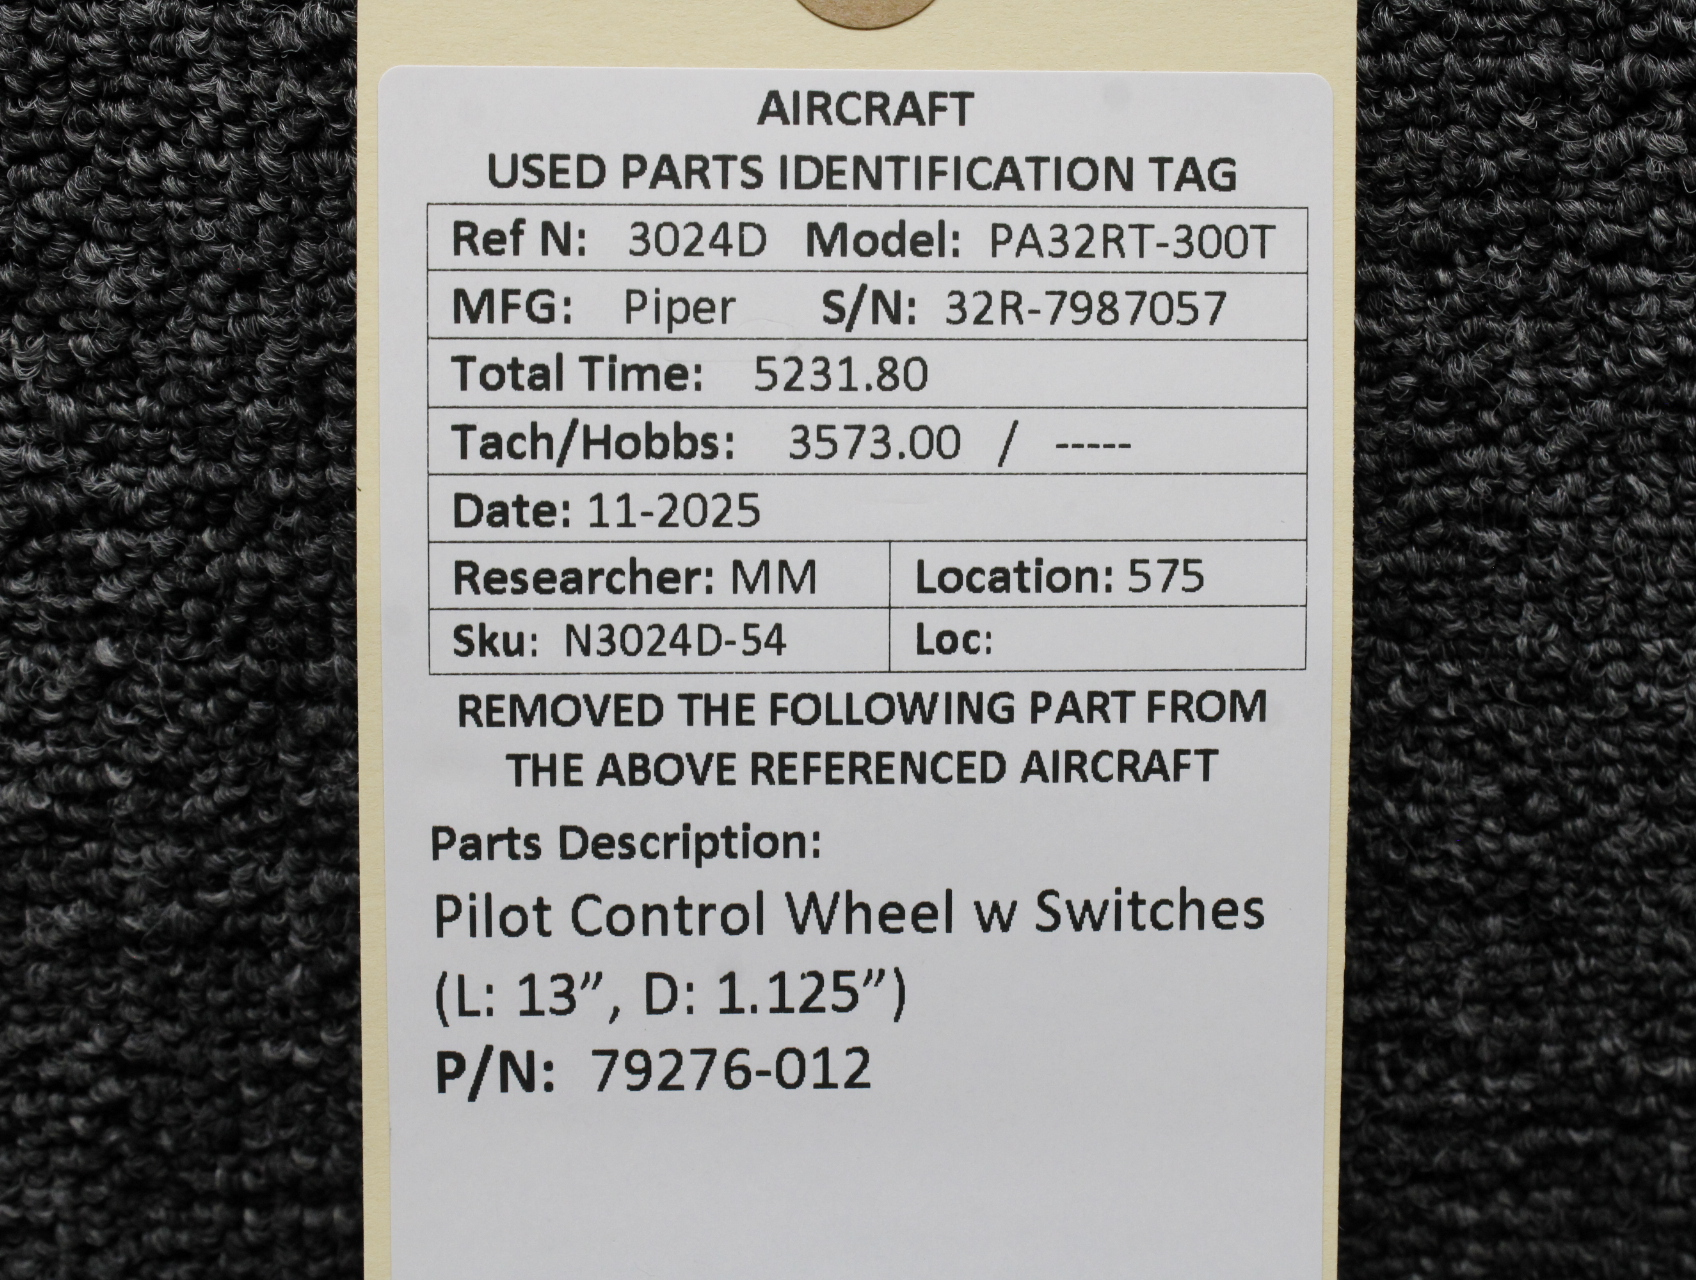 AIRCRAFT
USED PARTS IDENTIFICATION TAG
Ref N: 3024D Model: PA32RT-300T
MFG: Piper S/N: 32R-7987057
Total Time: 5231.80
Tach/Hobbs: 3573.00 / -----
Date: 11-2025
Researcher: MM Location: 575
Sku: N3024D-54 Loc:
REMOVED THE FOLLOWING PART FROM
THE ABOVE REFERENCED AIRCRAFT
Parts Description:
Pilot Control Wheel w Switches
(L: 13”, D: 1.125”)
P/N: 79276-012